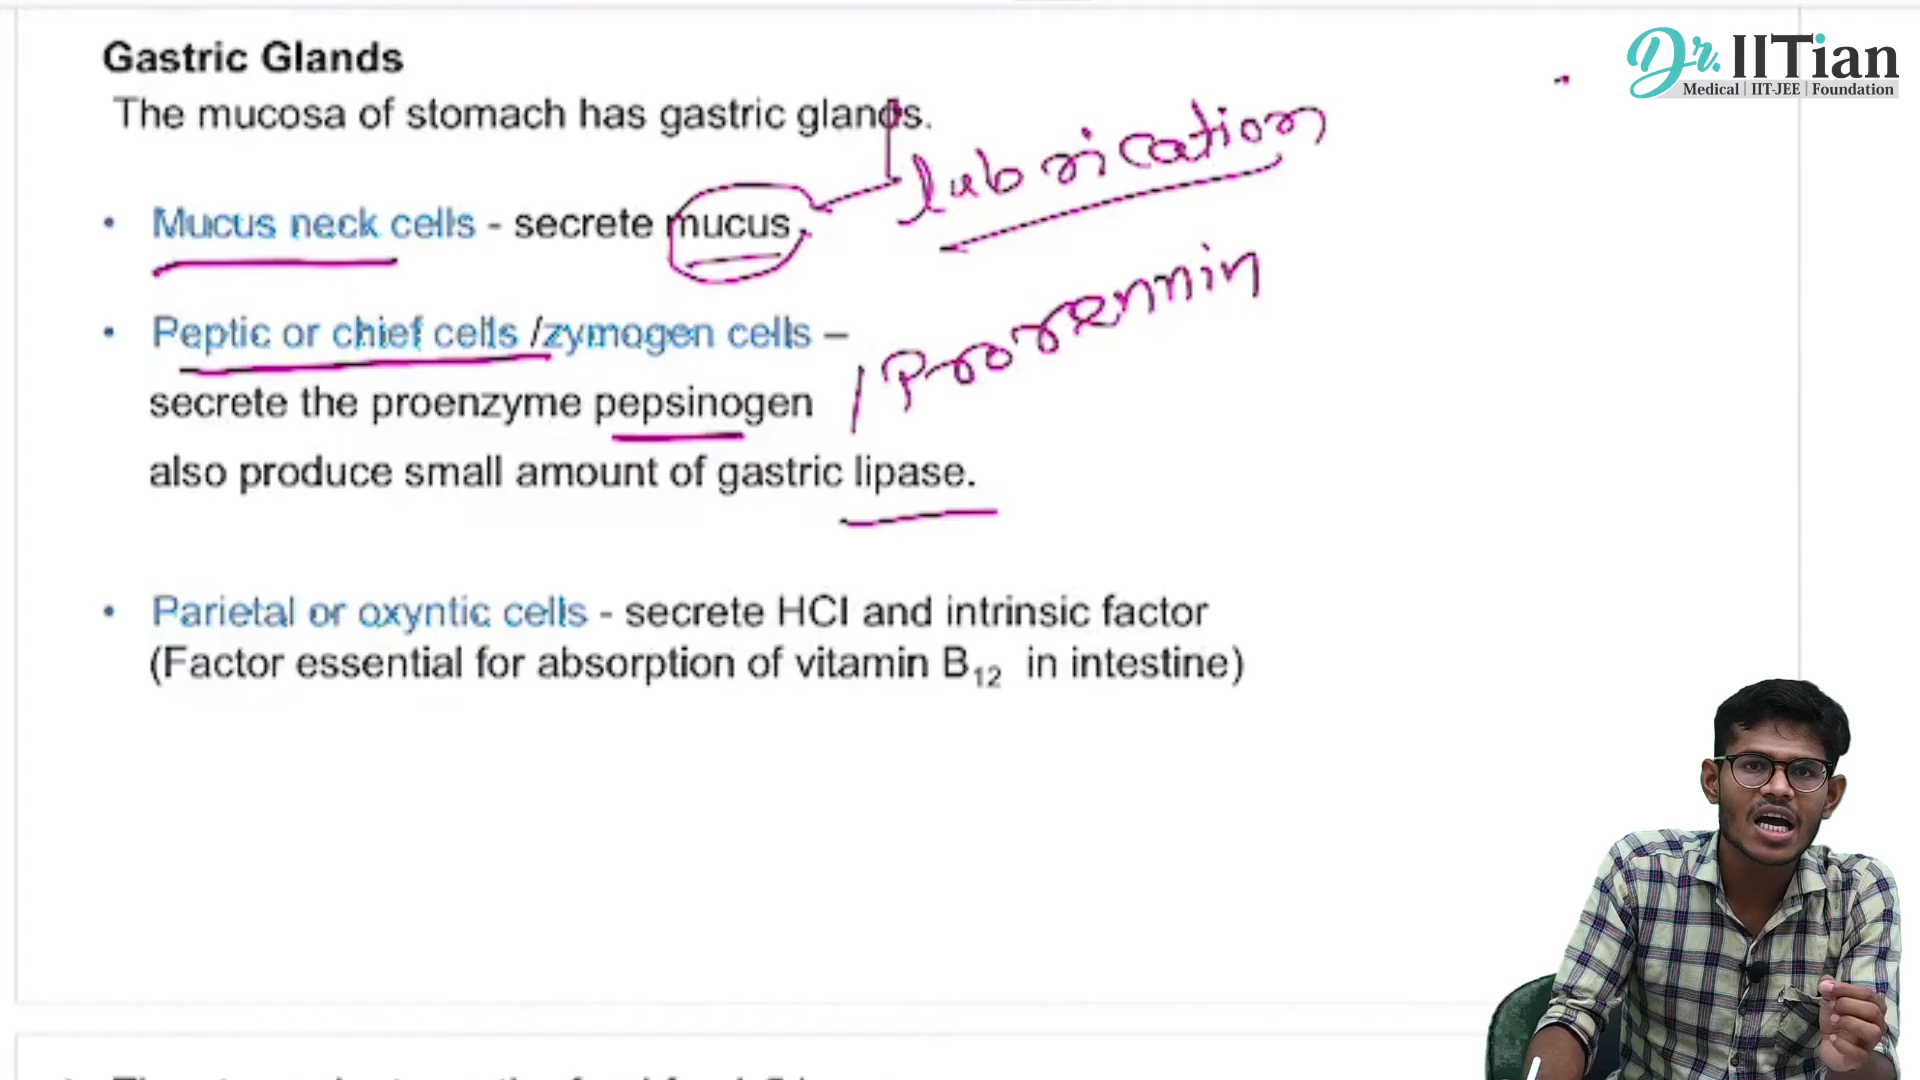 Gastric Glands
Dr. IITian
Medical | IIT-JEE | Foundation
The mucosa of stomach has gastric glands.
lubrication
• Mucus neck cells - secrete mucus,
• Peptic or chief cells /zymogen cells –
/ Prorennin
secrete the proenzyme pepsinogen
also produce small amount of gastric lipase.
• Parietal or oxyntic cells - secrete HCl and intrinsic factor
(Factor essential for absorption of vitamin B12 in intestine)